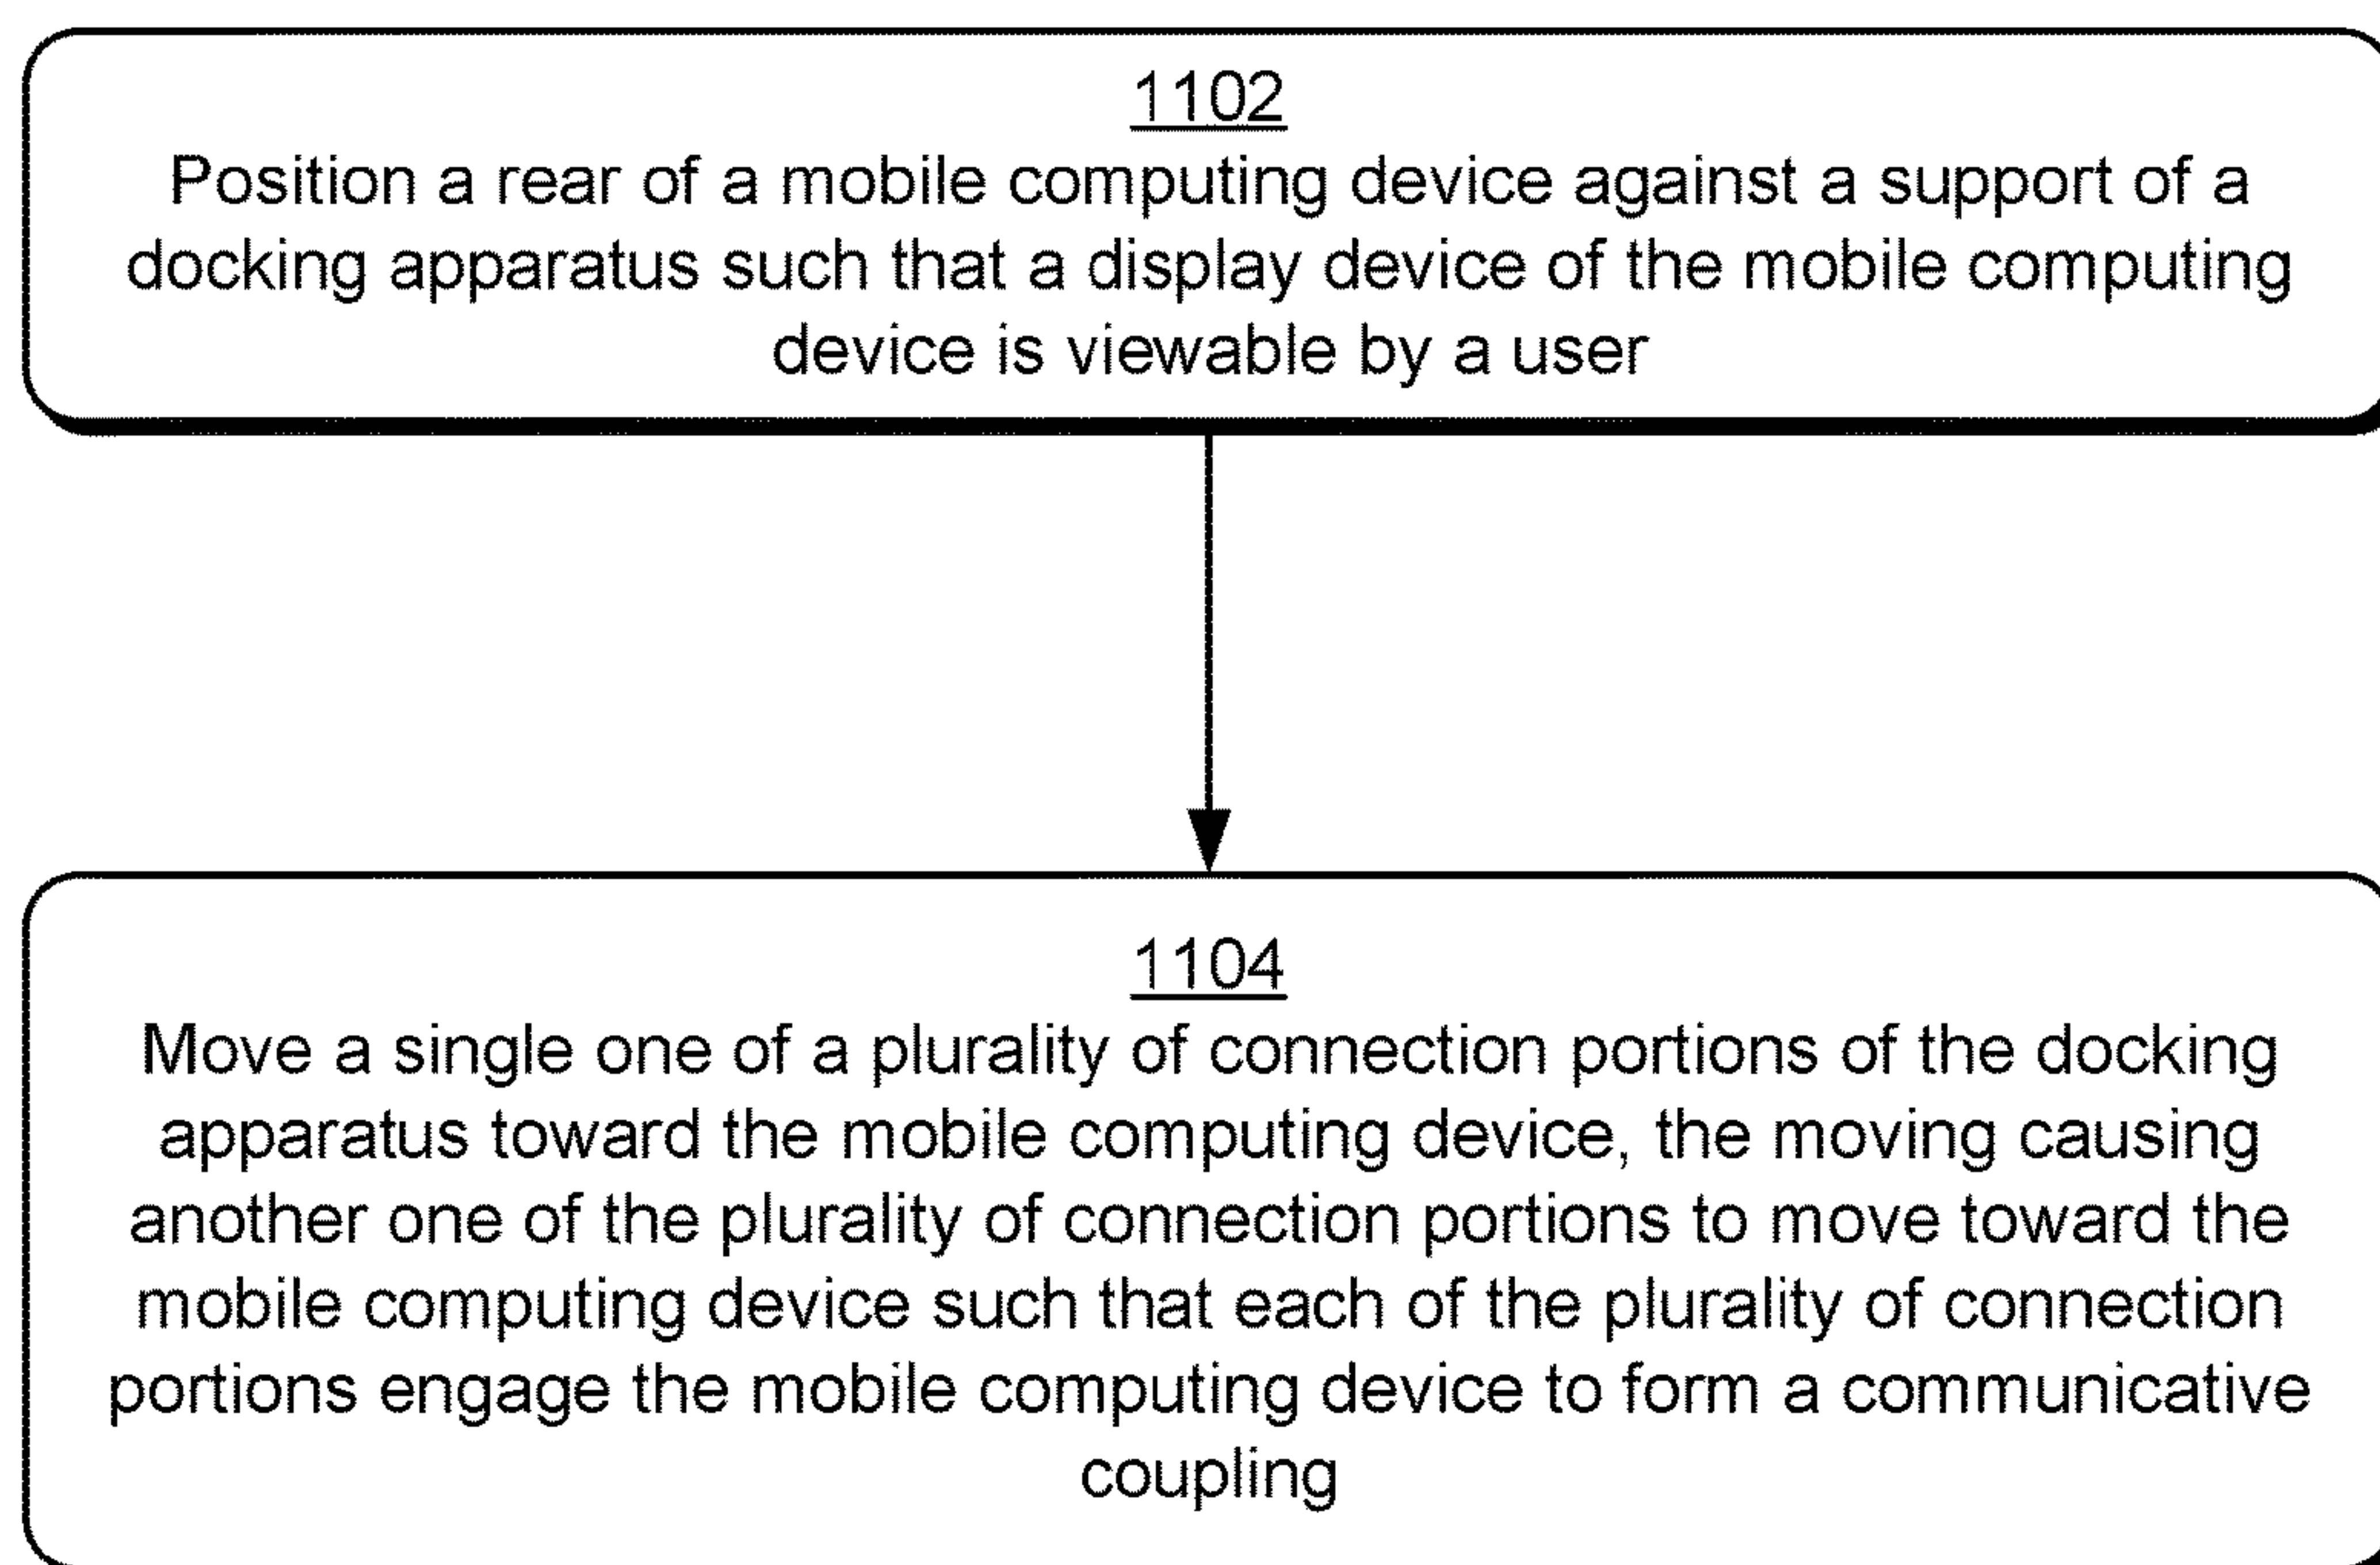 1102
Position a rear of a mobile computing device against a support of a
docking apparatus such that a display device of the mobile computing
device is viewable by a user
1104
Move a single one of a plurality of connection portions of the docking
apparatus toward the mobile computing device, the moving causing
another one of the plurality of connection portions to move toward the
mobile computing device such that each of the plurality of connection
portions engage the mobile computing device to form a communicative
coupling